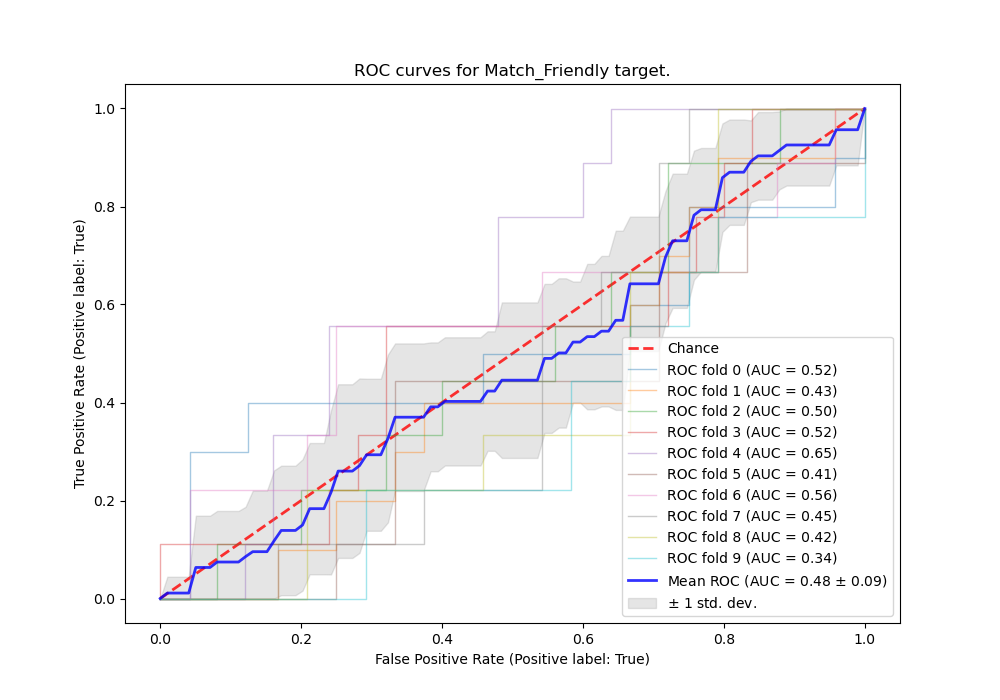 ROC curves for Match_Friendly target.
True Positive Rate (Positive label: True)
1.0
0.8
0.6
0.4
0.2
0.0
Chance
ROC fold 0 (AUC = 0.52)
ROC fold 1 (AUC = 0.43)
ROC fold 2 (AUC = 0.50)
ROC fold 3 (AUC = 0.52)
ROC fold 4 (AUC = 0.65)
ROC fold 5 (AUC = 0.41)
ROC fold 6 (AUC = 0.56)
ROC fold 7 (AUC = 0.45)
ROC fold 8 (AUC = 0.42)
ROC fold 9 (AUC = 0.34)
Mean ROC (AUC = 0.48 ± 0.09)
± 1 std. dev.
0.0 0.2 0.4 0.6 0.8 1.0
False Positive Rate (Positive label: True)